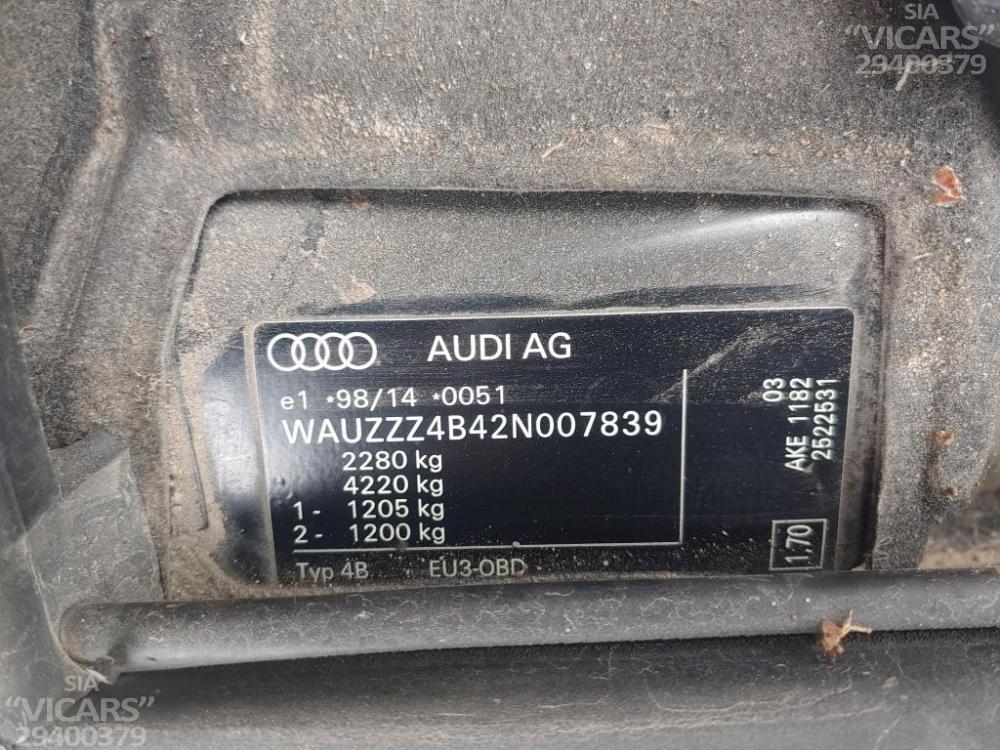 SIA
“VICARS”
29400379
AUDI AG
e1 *98/14 *0051
WAUZZZ4B42N007839
2280 kg
4220 kg
1- 1205 kg
2- 1200 kg
Typ 4B EU3-OBD
03
AKE 1182
2522531
1.70
SIA
“VICARS”
29400379